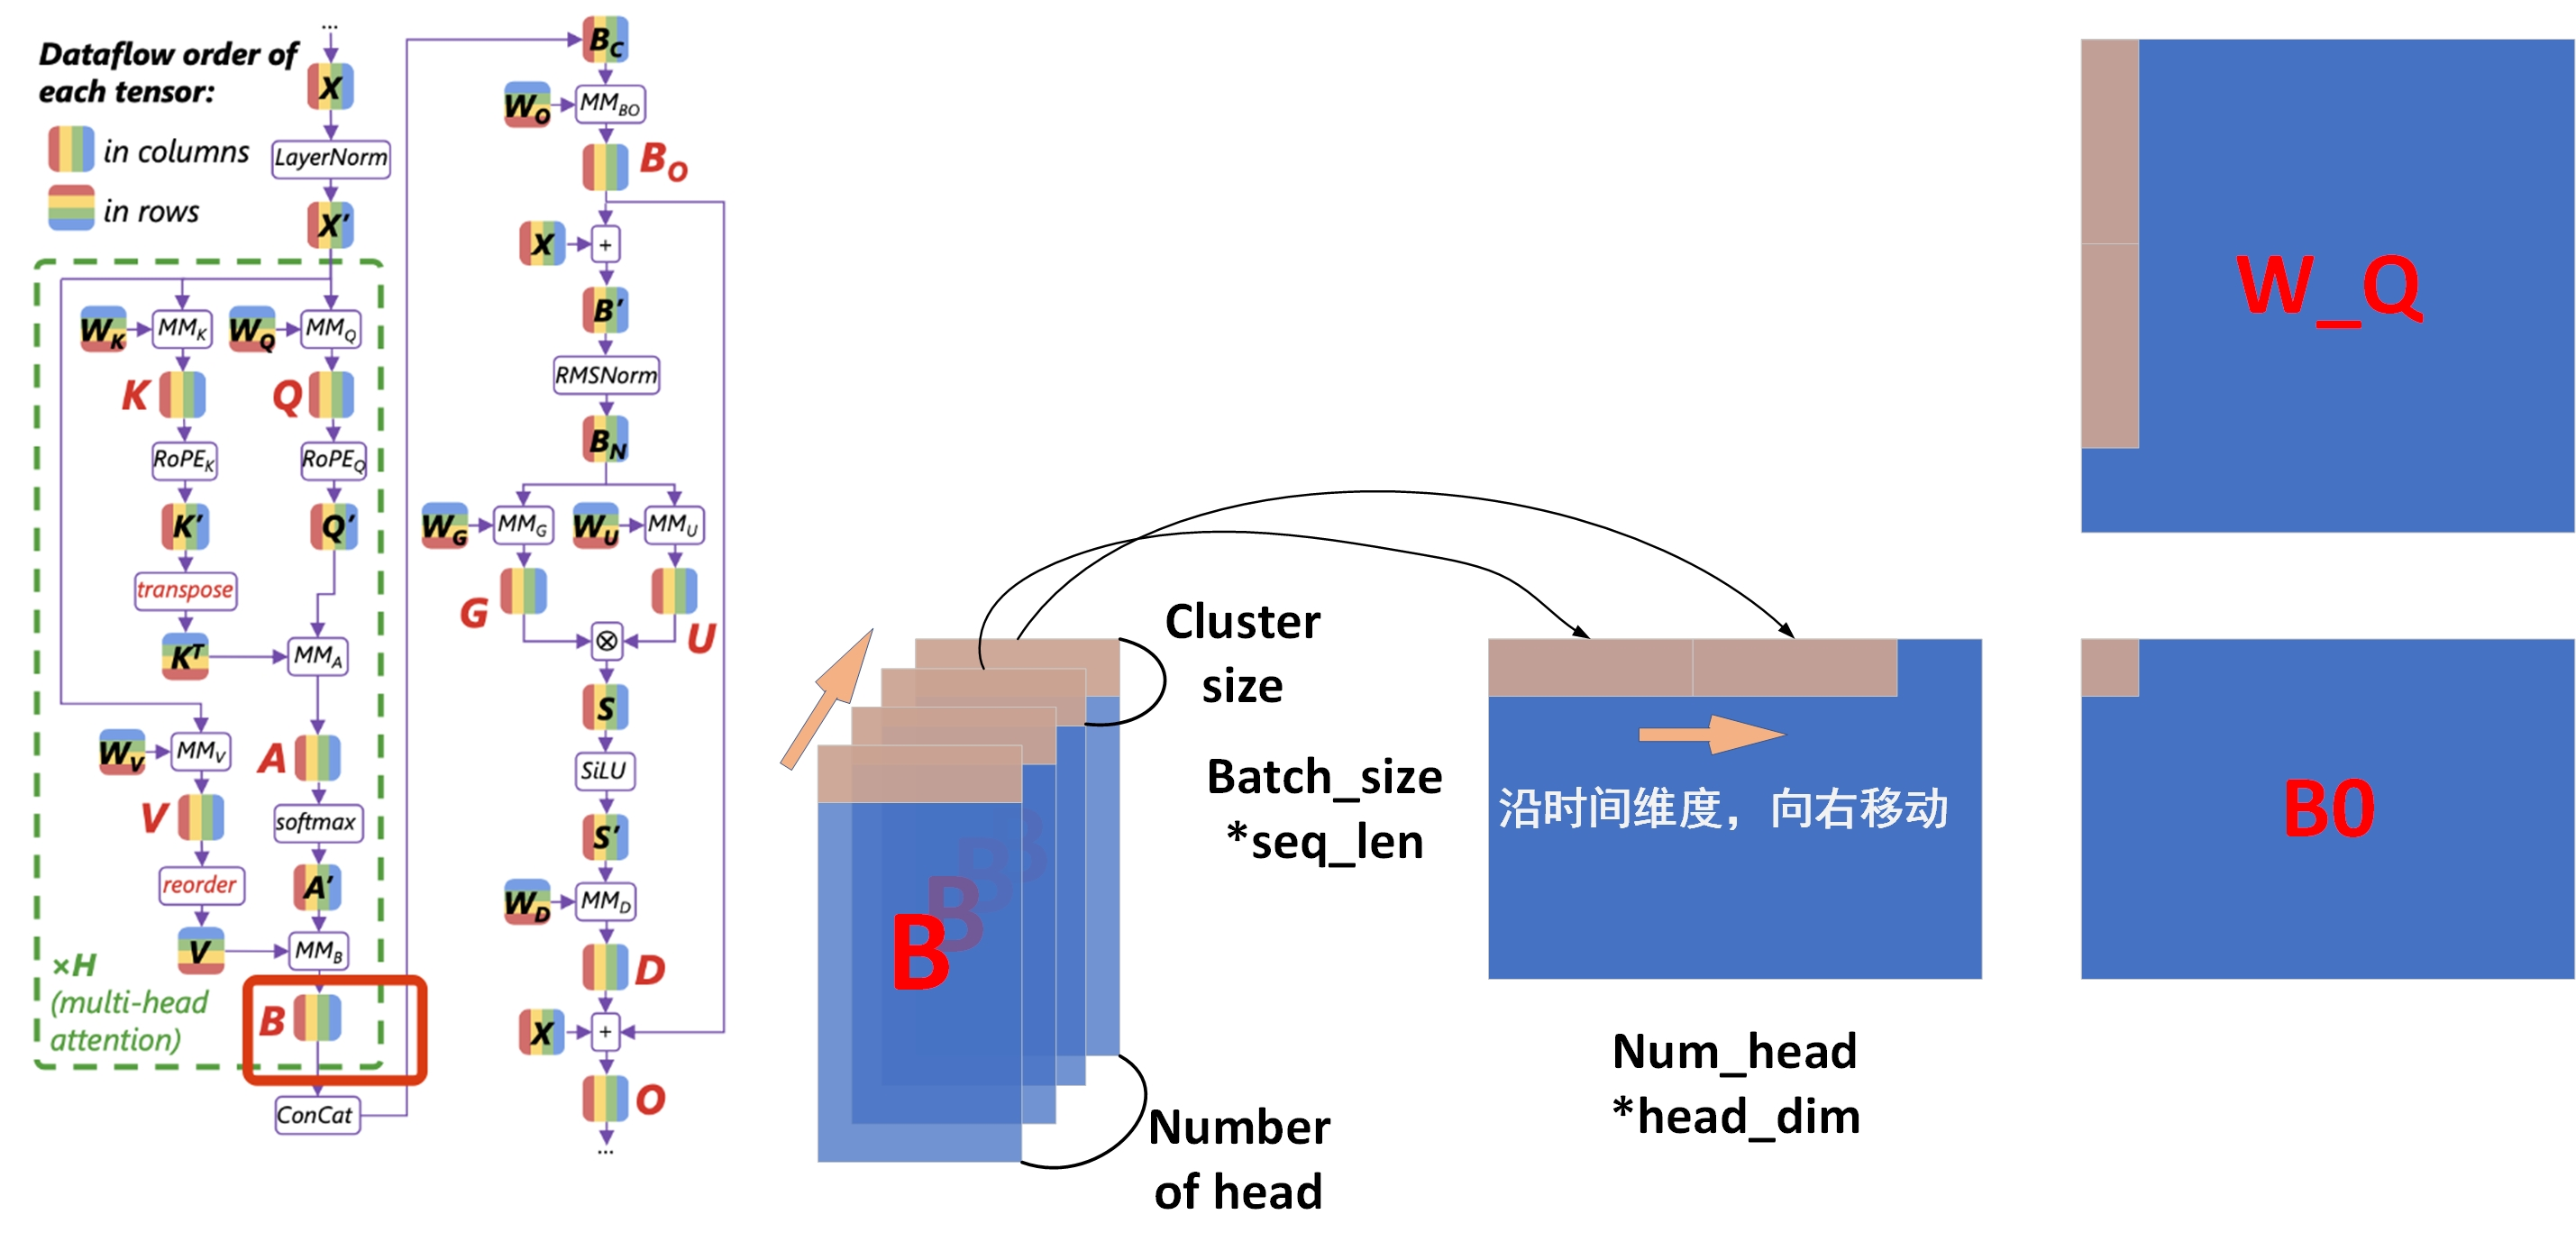 Dataflow order of
each tensor:
in columns
in rows
...
X
LayerNorm
X′
W_K
MM_K
W_Q
MM_Q
K
Q
RoPE_K
RoPE_Q
K′
Q′
transpose
K^T
MM_A
W_V
MM_V
A
V
softmax
reorder
A′
V
MM_B
×H
(multi-head
attention)
B
ConCat
B_C
W_O
MM_BO
B_O
X
+
B′
RMSNorm
B_N
W_G
MM_G
W_U
MM_U
G
U
⊗
S
SiLU
S′
W_D
MM_D
D
X
+
O
...
Cluster
size
Batch_size
*seq_len
B
B
B
B
Number
of head
沿时间维度，向右移动
Num_head
*head_dim
W_Q
B0